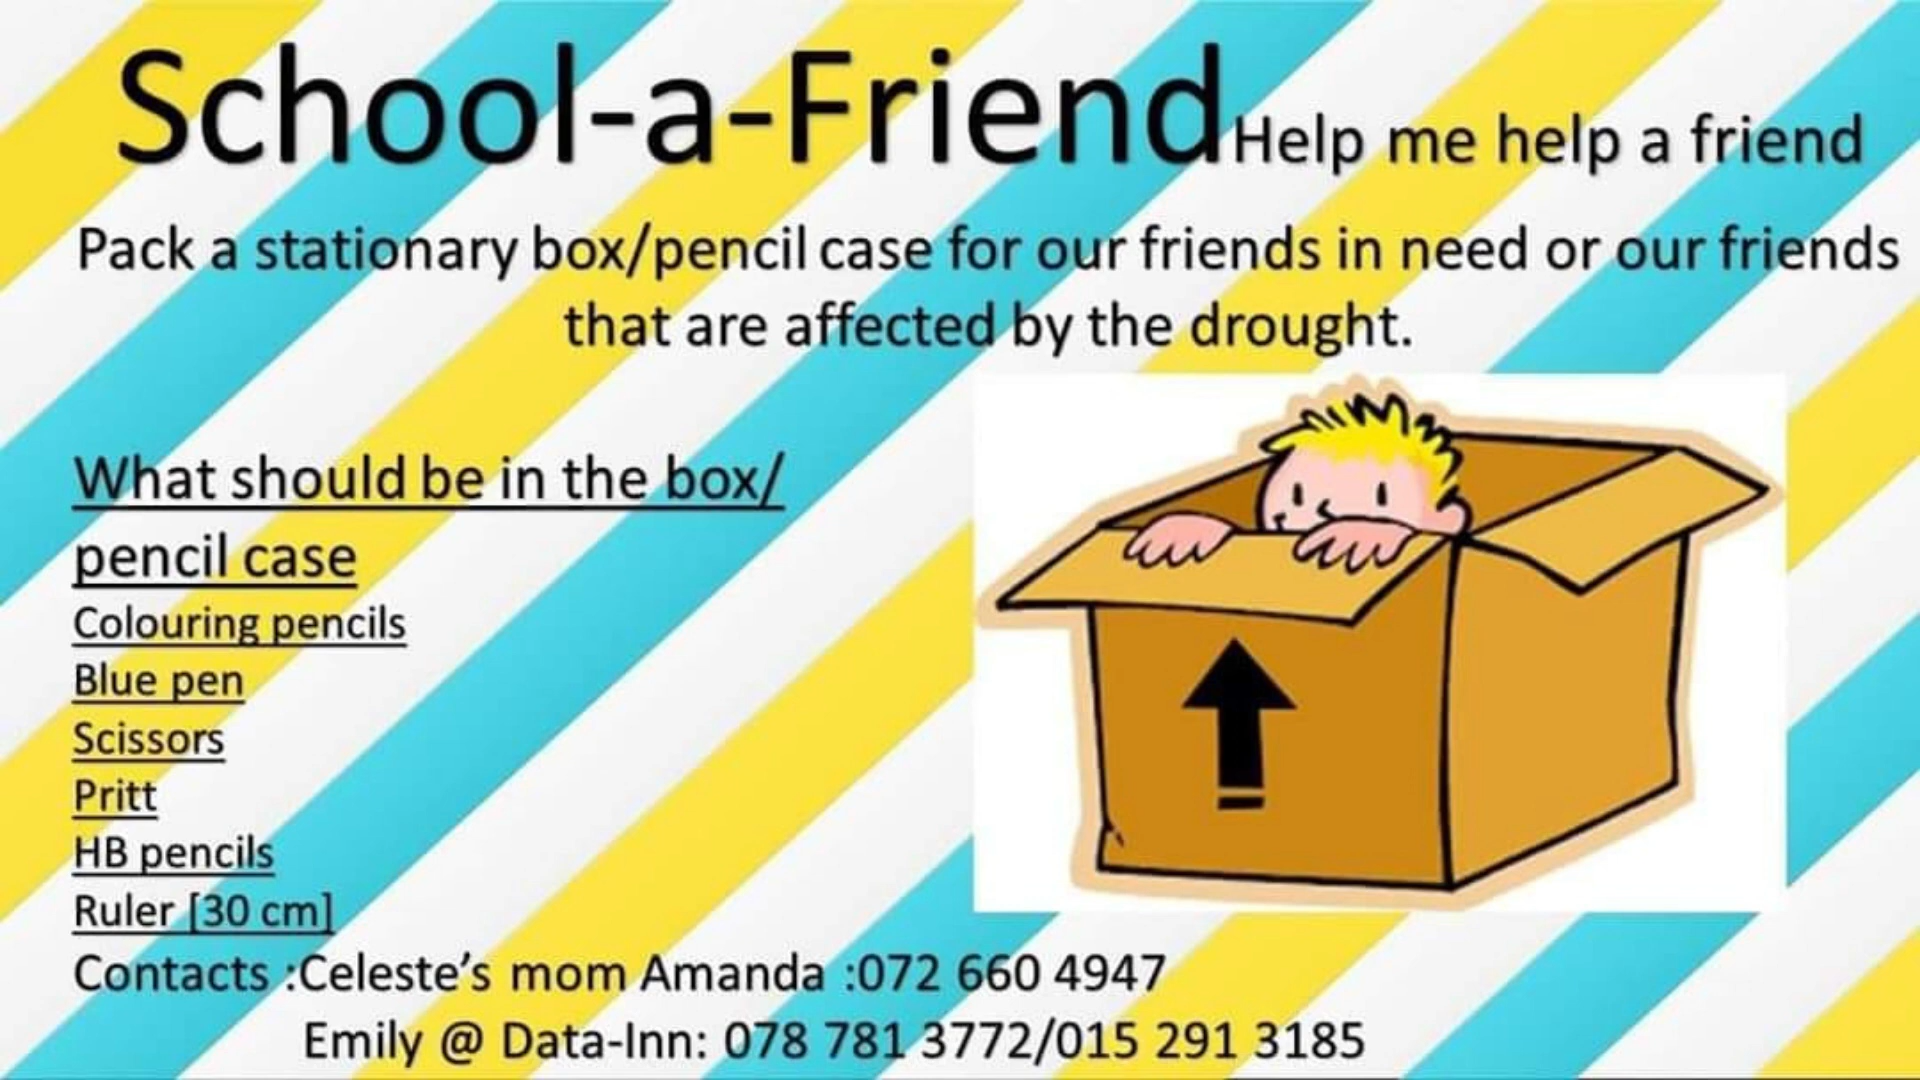 School-a-Friend Help me help a friend
Pack a stationary box/pencil case for our friends in need or our friends
that are affected by the drought.
What should be in the box/
pencil case
Colouring pencils
Blue pen
Scissors
Pritt
HB pencils
Ruler [30 cm]
Contacts :Celeste's mom Amanda :072 660 4947
Emily @ Data-Inn: 078 781 3772/015 291 3185